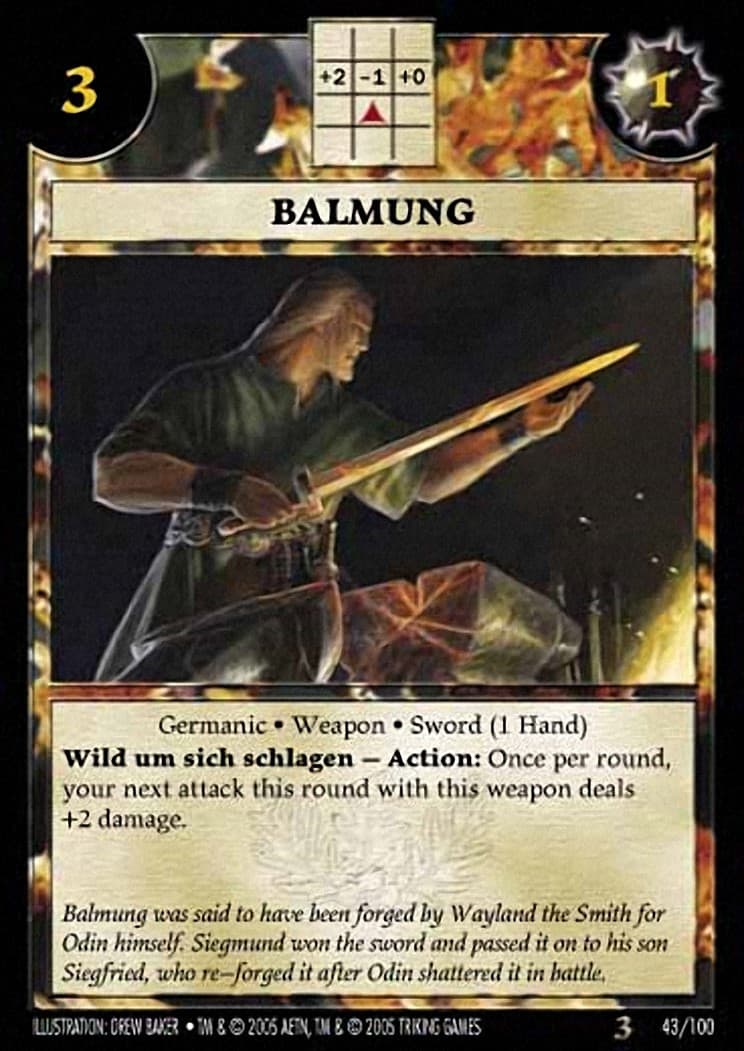 3
+2 -1 +0
1
BALMUNG
Germanic • Weapon • Sword (1 Hand)
Wild um sich schlagen – Action: Once per round,
your next attack this round with this weapon deals
+2 damage.
Balmung was said to have been forged by Wayland the Smith for
Odin himself. Siegmund won the sword and passed it on to his son
Siegfried, who re-forged it after Odin shattered it in battle.
ILLUSTRATION: DREW BAKER • TM & © 2005 AETN, TM & © 2005 TRIKING GAMES 3 43/100